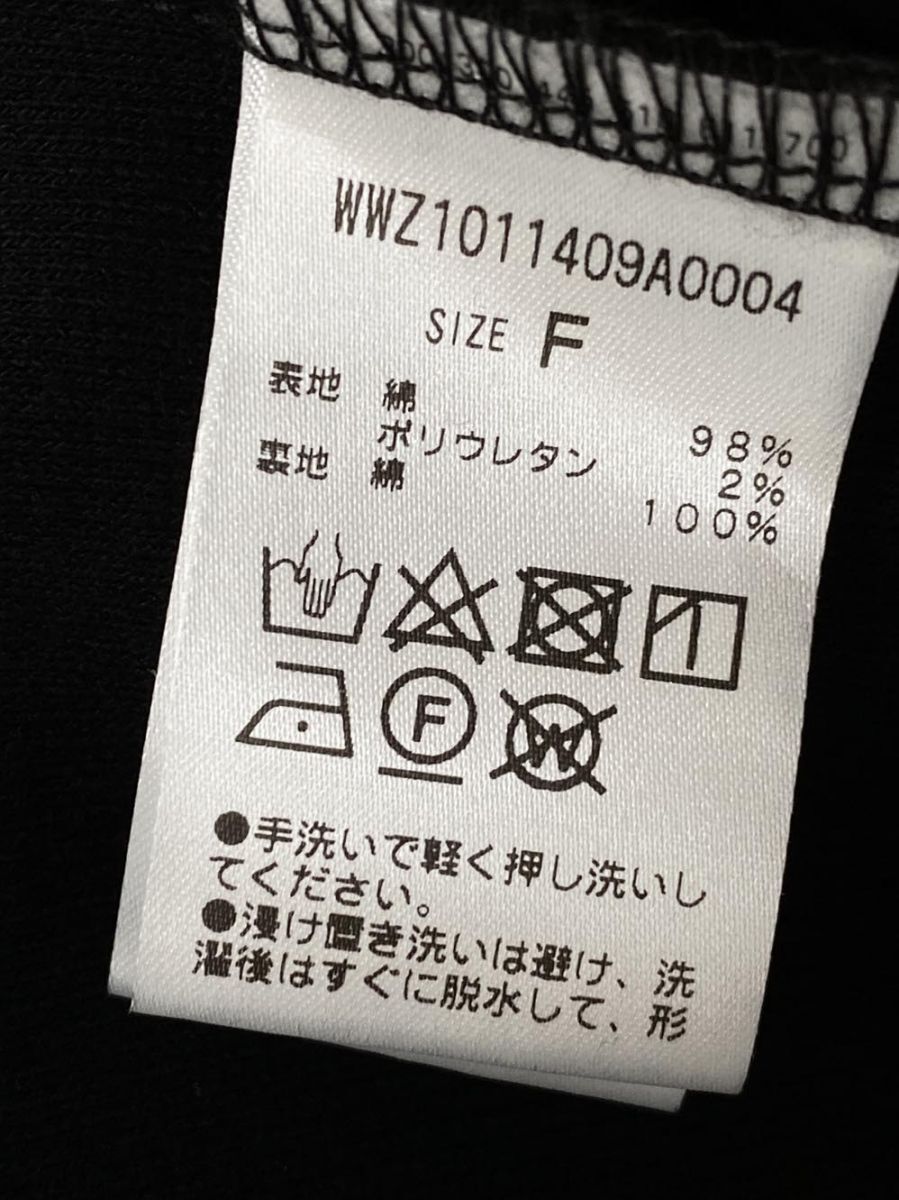 WWZ1011409A0004
SIZE F
表地 綿 98%
ポリウレタン 2%
裏地 綿 100%
F
W
●手洗いで軽く押し洗いし
てください。
●浸け置き洗いは避け、洗
濯後はすぐに脱水して、形